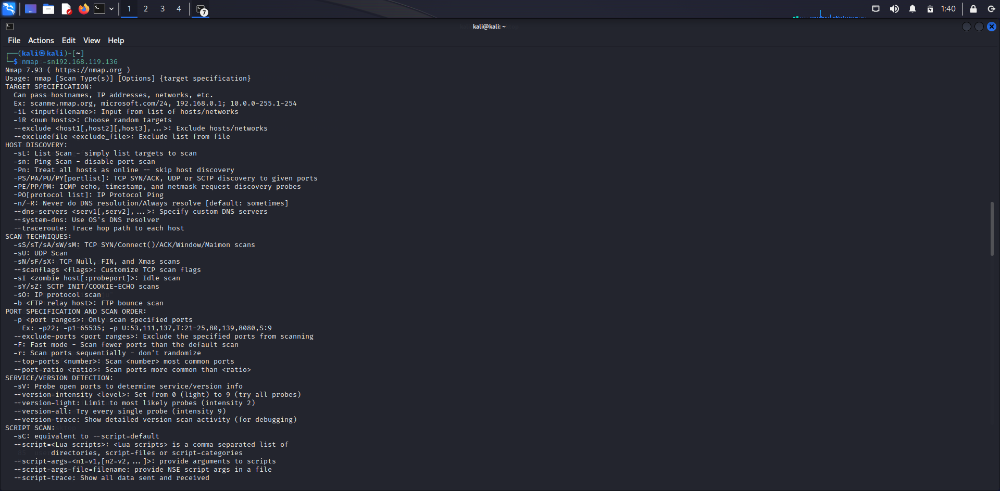 1 2 3 4 7 1:40
kali@kali: ~
File Actions Edit View Help
┌──(kali㉿kali)-[~]
└─$ nmap -sn192.168.119.136
Nmap 7.93 ( https://nmap.org )
Usage: nmap [Scan Type(s)] [Options] {target specification}
TARGET SPECIFICATION:
  Can pass hostnames, IP addresses, networks, etc.
  Ex: scanme.nmap.org, microsoft.com/24, 192.168.0.1; 10.0.0-255.1-254
  -iL <inputfilename>: Input from list of hosts/networks
  -iR <num hosts>: Choose random targets
  --exclude <host1[,host2][,host3],...>: Exclude hosts/networks
  --excludefile <exclude_file>: Exclude list from file
HOST DISCOVERY:
  -sL: List Scan - simply list targets to scan
  -sn: Ping Scan - disable port scan
  -Pn: Treat all hosts as online -- skip host discovery
  -PS/PA/PU/PY[portlist]: TCP SYN/ACK, UDP or SCTP discovery to given ports
  -PE/PP/PM: ICMP echo, timestamp, and netmask request discovery probes
  -PO[protocol list]: IP Protocol Ping
  -n/-R: Never do DNS resolution/Always resolve [default: sometimes]
  --dns-servers <serv1[,serv2],...>: Specify custom DNS servers
  --system-dns: Use OS's DNS resolver
  --traceroute: Trace hop path to each host
SCAN TECHNIQUES:
  -sS/sT/sA/sW/sM: TCP SYN/Connect()/ACK/Window/Maimon scans
  -sU: UDP Scan
  -sN/sF/sX: TCP Null, FIN, and Xmas scans
  --scanflags <flags>: Customize TCP scan flags
  -sI <zombie host[:probeport]>: Idle scan
  -sY/sZ: SCTP INIT/COOKIE-ECHO scans
  -sO: IP protocol scan
  -b <FTP relay host>: FTP bounce scan
PORT SPECIFICATION AND SCAN ORDER:
  -p <port ranges>: Only scan specified ports
    Ex: -p22; -p1-65535; -p U:53,111,137,T:21-25,80,139,8080,S:9
  --exclude-ports <port ranges>: Exclude the specified ports from scanning
  -F: Fast mode - Scan fewer ports than the default scan
  -r: Scan ports sequentially - don't randomize
  --top-ports <number>: Scan <number> most common ports
  --port-ratio <ratio>: Scan ports more common than <ratio>
SERVICE/VERSION DETECTION:
  -sV: Probe open ports to determine service/version info
  --version-intensity <level>: Set from 0 (light) to 9 (try all probes)
  --version-light: Limit to most likely probes (intensity 2)
  --version-all: Try every single probe (intensity 9)
  --version-trace: Show detailed version scan activity (for debugging)
SCRIPT SCAN:
  -sC: equivalent to --script=default
  --script=<Lua scripts>: <Lua scripts> is a comma separated list of
           directories, script-files or script-categories
  --script-args=<n1=v1,[n2=v2,...]>: provide arguments to scripts
  --script-args-file=filename: provide NSE script args in a file
  --script-trace: Show all data sent and received